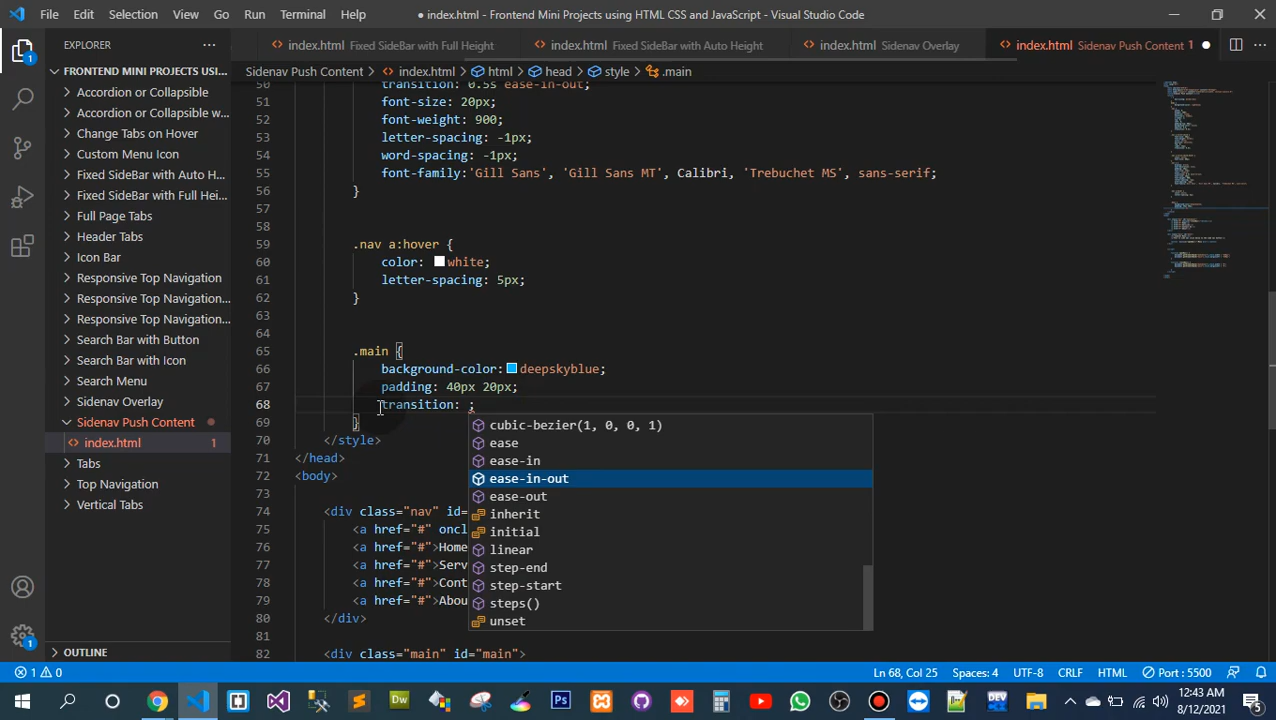 File Edit Selection View Go Run Terminal Help ● index.html - Frontend Mini Projects using HTML CSS and JavaScript - Visual Studio Code
EXPLORER
index.html Fixed SideBar with Full Height
index.html Fixed SideBar with Auto Height
index.html Sidenav Overlay
index.html Sidenav Push Content 1
FRONTEND MINI PROJECTS USI...
Accordion or Collapsible
Accordion or Collapsible w...
Change Tabs on Hover
Custom Menu Icon
Fixed SideBar with Auto H...
Fixed SideBar with Full Hei...
Full Page Tabs
Header Tabs
Icon Bar
Responsive Top Navigation
Responsive Top Navigation...
Responsive Top Navigation...
Search Bar with Button
Search Bar with Icon
Search Menu
Sidenav Overlay
Sidenav Push Content
index.html 1
Tabs
Top Navigation
Vertical Tabs
OUTLINE
Sidenav Push Content > index.html > html > head > style > .main
50 transition: 0.5s ease-in-out;
51 font-size: 20px;
52 font-weight: 900;
53 letter-spacing: -1px;
54 word-spacing: -1px;
55 font-family:'Gill Sans', 'Gill Sans MT', Calibri, 'Trebuchet MS', sans-serif;
56 }
57
58
59 .nav a:hover {
60 color: white;
61 letter-spacing: 5px;
62 }
63
64
65 .main {
66 background-color: deepskyblue;
67 padding: 40px 20px;
68 transition: ;
69 }
70 </style>
71 </head>
72 <body>
73
74 <div class="nav" id=
75 <a href="#" onc
76 <a href="#">Home
77 <a href="#">Serv
78 <a href="#">Cont
79 <a href="#">Abou
80 </div>
81
82 <div class="main" id="main">
cubic-bezier(1, 0, 0, 1)
ease
ease-in
ease-in-out
ease-out
inherit
initial
linear
step-end
step-start
steps()
unset
1 0
Ln 68, Col 25 Spaces: 4 UTF-8 CRLF HTML Port : 5500
12:43 AM
8/12/2021